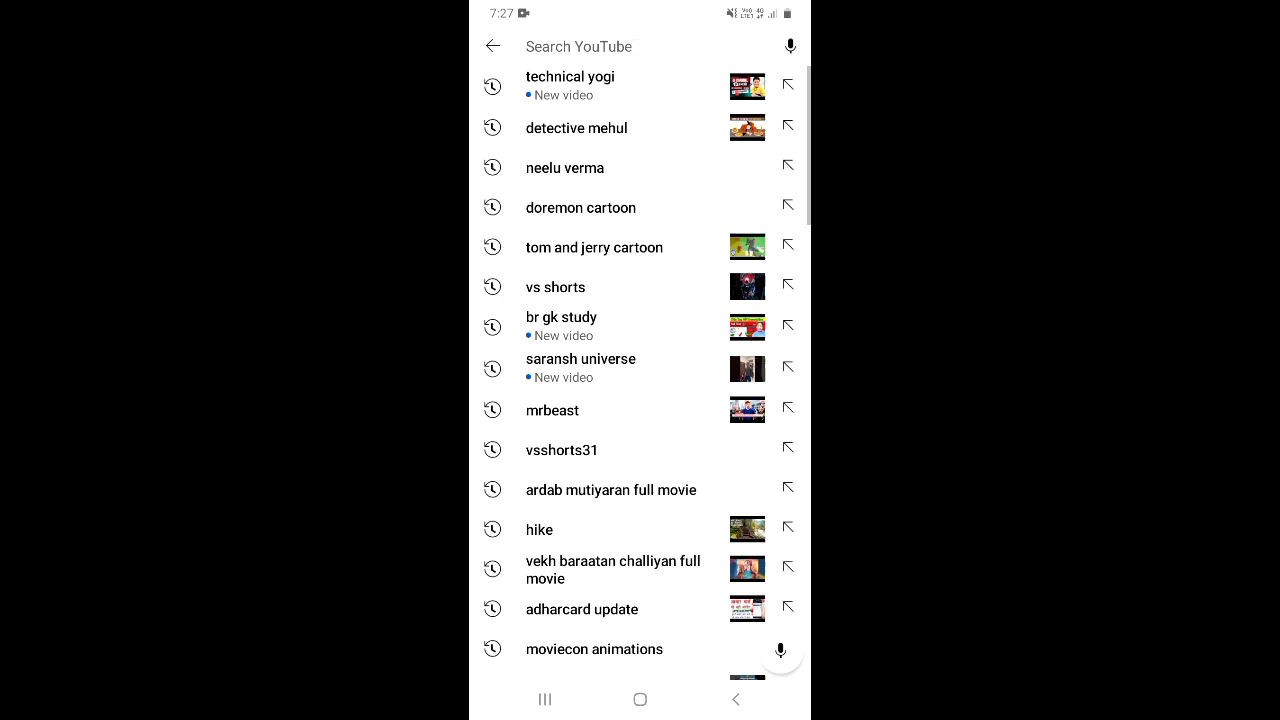 7:27
Search YouTube
technical yogi
New video
detective mehul
neelu verma
doremon cartoon
tom and jerry cartoon
vs shorts
br gk study
New video
saransh universe
New video
mrbeast
vsshorts31
ardab mutiyaran full movie
hike
vekh baraatan challiyan full
movie
adharcard update
moviecon animations